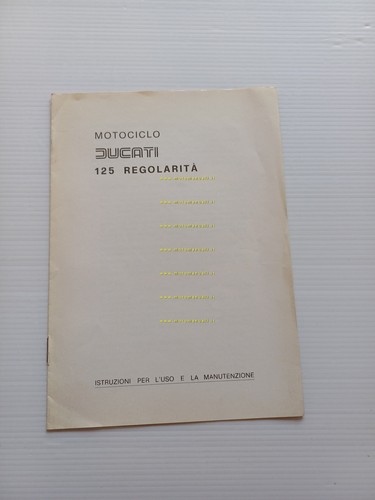 MOTOCICLO
DUCATI
125 REGOLARITÀ
ISTRUZIONI PER L'USO E LA MANUTENZIONE